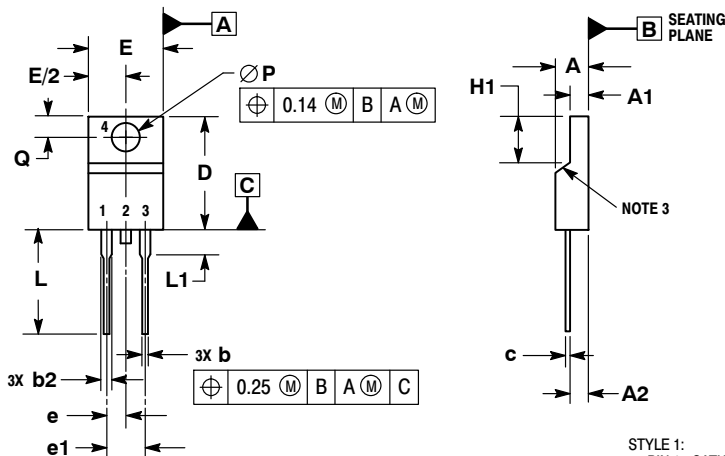 A
E
B SEATING PLANE
E/2
∅ P
A
H1
A1
⌖ 0.14 Ⓜ B A Ⓜ
4
Q
D
C
NOTE 3
1 2 3
L
L1
3X b
c
3X b2
⌖ 0.25 Ⓜ B A Ⓜ C
A2
e
e1
STYLE 1: